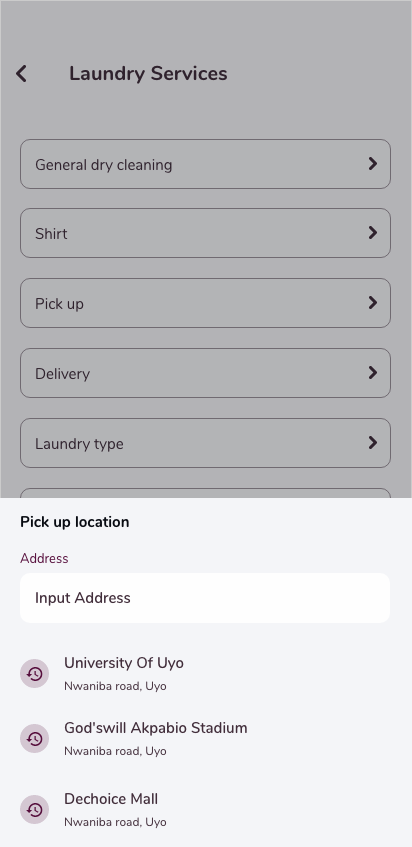 Laundry Services
General dry cleaning
Shirt
Pick up
Delivery
Laundry type
Pick up location
Address
Input Address
University Of Uyo
Nwaniba road, Uyo
God'swill Akpabio Stadium
Nwaniba road, Uyo
Dechoice Mall
Nwaniba road, Uyo